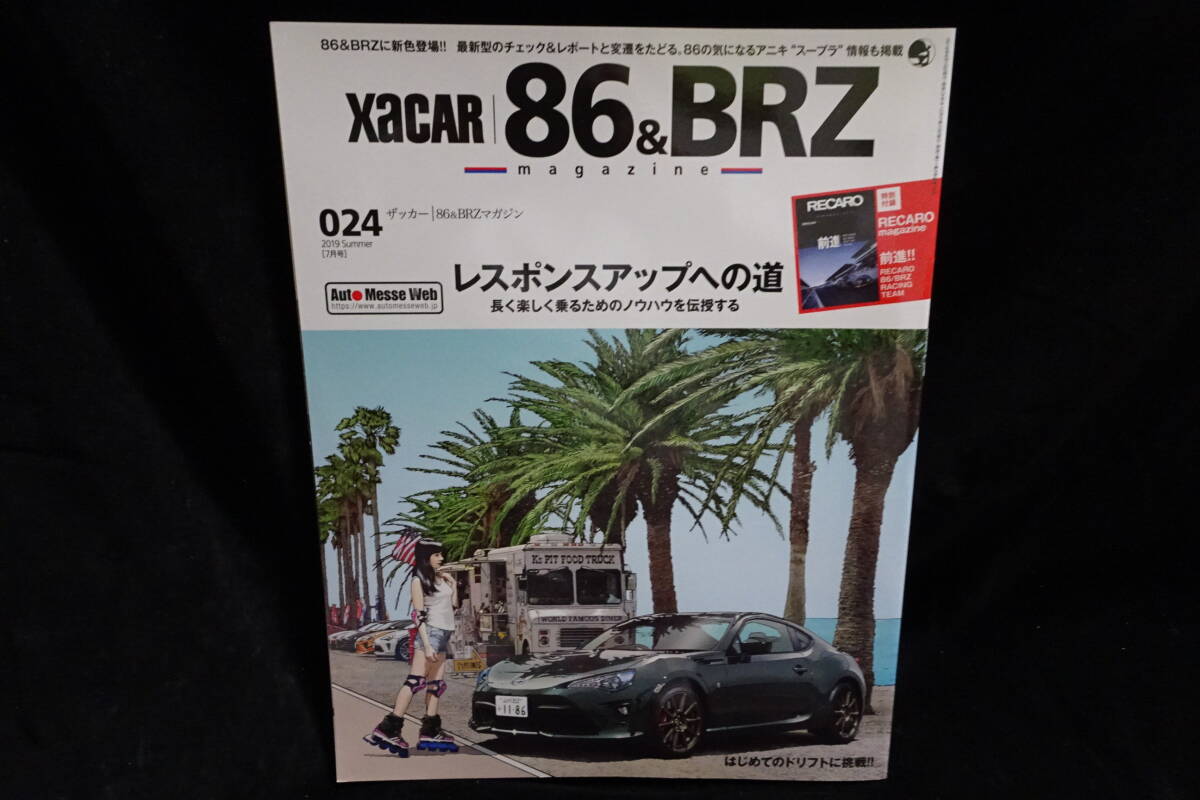 86&BRZに新色登場!! 最新型のチェック&レポートと変遷をたどる。86の気になるアニキ“スープラ”情報も掲載
XaCAR 86&BRZ
magazine
024
2019 Summer
[7月号]
ザッカー|86&BRZマガジン
RECARO
前進
特別
付録
RECARO
magazine
前進!!
RECARO
86/BRZ
RACING
TEAM
レスポンスアップへの道
長く楽しく乗るためのノウハウを伝授する
Auto Messe Web
https://www.automesseweb.jp
K's PIT FOOD TRUCK
WORLD FAMOUS DINER
11-86
はじめてのドリフトに挑戦!!